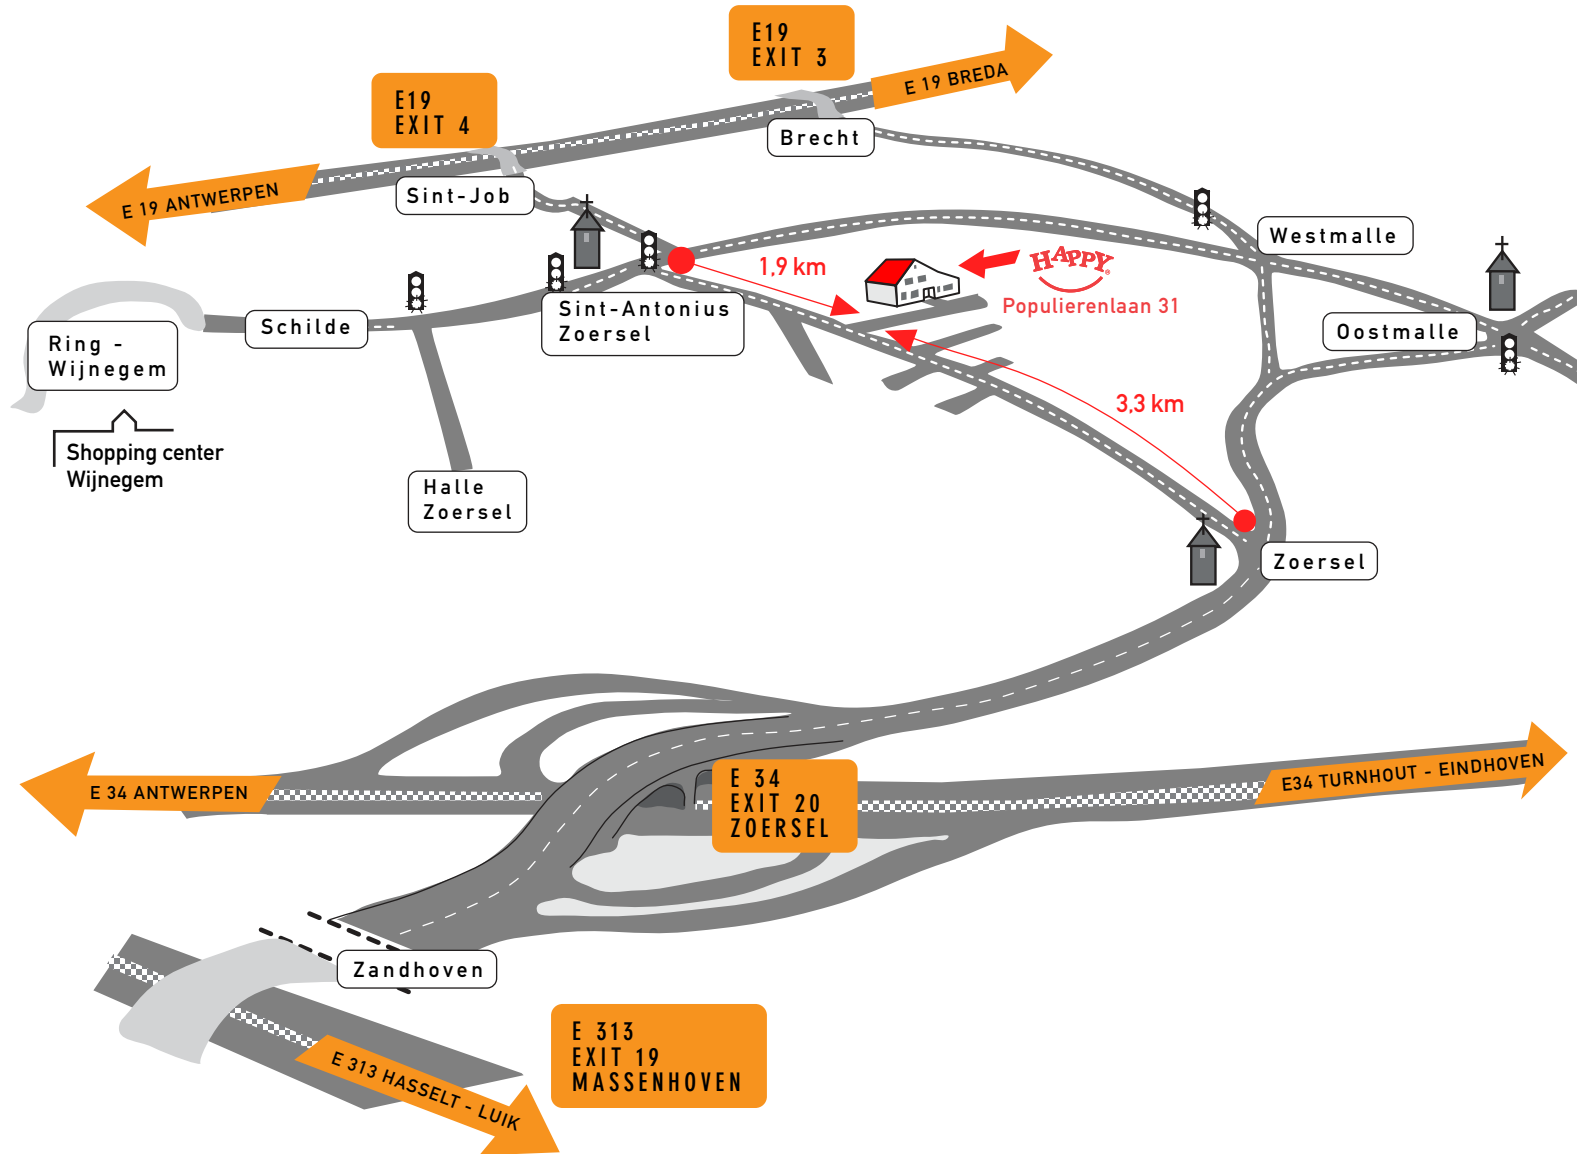 E19
EXIT 3
E 19 BREDA
E19
EXIT 4
Brecht
E 19 ANTWERPEN
Sint-Job
Westmalle
1,9 km
HAPPY®
Populierenlaan 31
Sint-Antonius
Zoersel
Schilde
Oostmalle
Ring -
Wijnegem
3,3 km
Shopping center
Wijnegem
Halle
Zoersel
Zoersel
E 34 ANTWERPEN
E 34
EXIT 20
ZOERSEL
E34 TURNHOUT - EINDHOVEN
Zandhoven
E 313
EXIT 19
MASSENHOVEN
E 313 HASSELT - LUIK